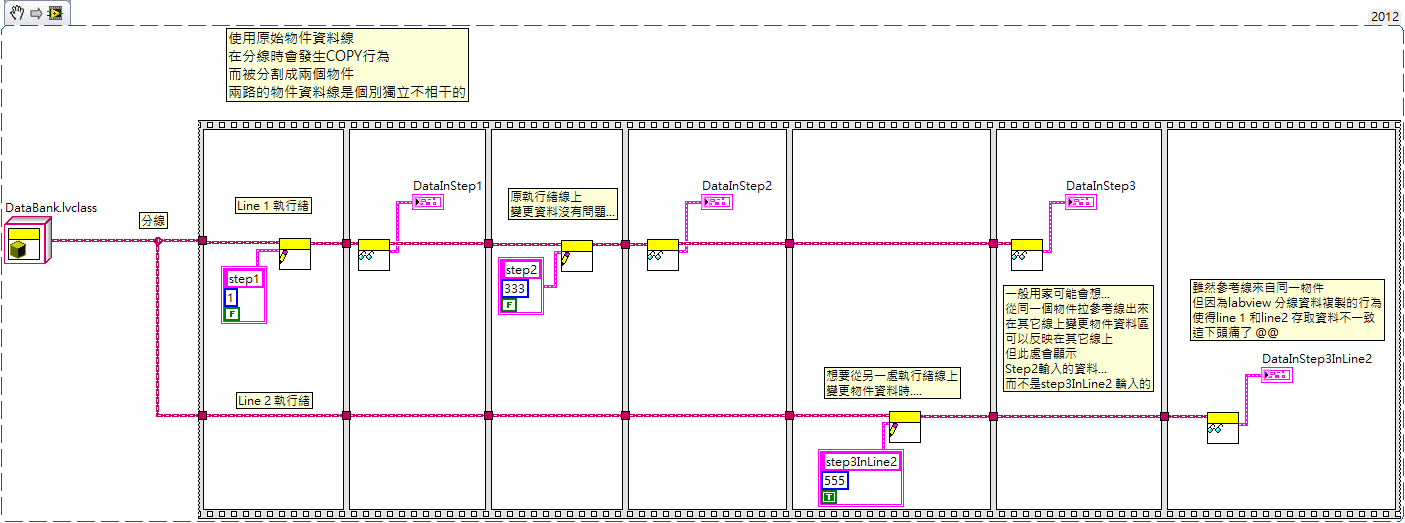 2012
使用原始物件資料線
在分線時會發生COPY行為
而被分割成兩個物件
兩路的物件資料線是個別獨立不相干的
DataBank.lvclass
分線
Line 1 執行緒
step1
1
F
DataInStep1
原執行緒線上
變更資料沒有問題...
step2
333
F
DataInStep2
DataInStep3
一般用家可能會想...
從同一個物件拉參考線出來
在其它線上變更物件資料區
可以反映在其它線上
但此處會顯示
Step2輸入的資料...
而不是step3InLine2 輸入的
雖然參考線來自同一物件
但因為labview 分線資料複製的行為
使得line 1 和line2 存取資料不一致
這下頭痛了 @@
DataInStep3InLine2
Line 2 執行緒
想要從另一處執行緒線上
變更物件資料時....
step3InLine2
555
T